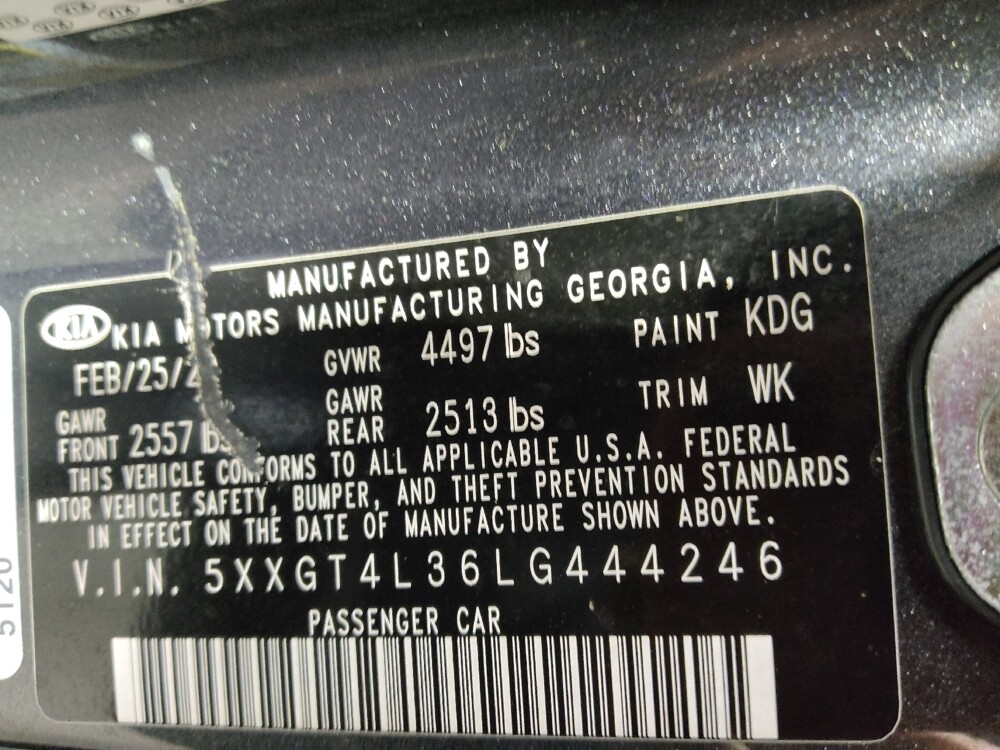 MANUFACTURED BY
KIA KIA MOTORS MANUFACTURING GEORGIA, INC.
FEB/25/2 GVWR 4497 lbs PAINT KDG
GAWR FRONT 2557 lbs GAWR REAR 2513 lbs TRIM WK
THIS VEHICLE CONFORMS TO ALL APPLICABLE U.S.A. FEDERAL
MOTOR VEHICLE SAFETY, BUMPER, AND THEFT PREVENTION STANDARDS
IN EFFECT ON THE DATE OF MANUFACTURE SHOWN ABOVE.
V.I.N. 5XXGT4L36LG444246
PASSENGER CAR
5120